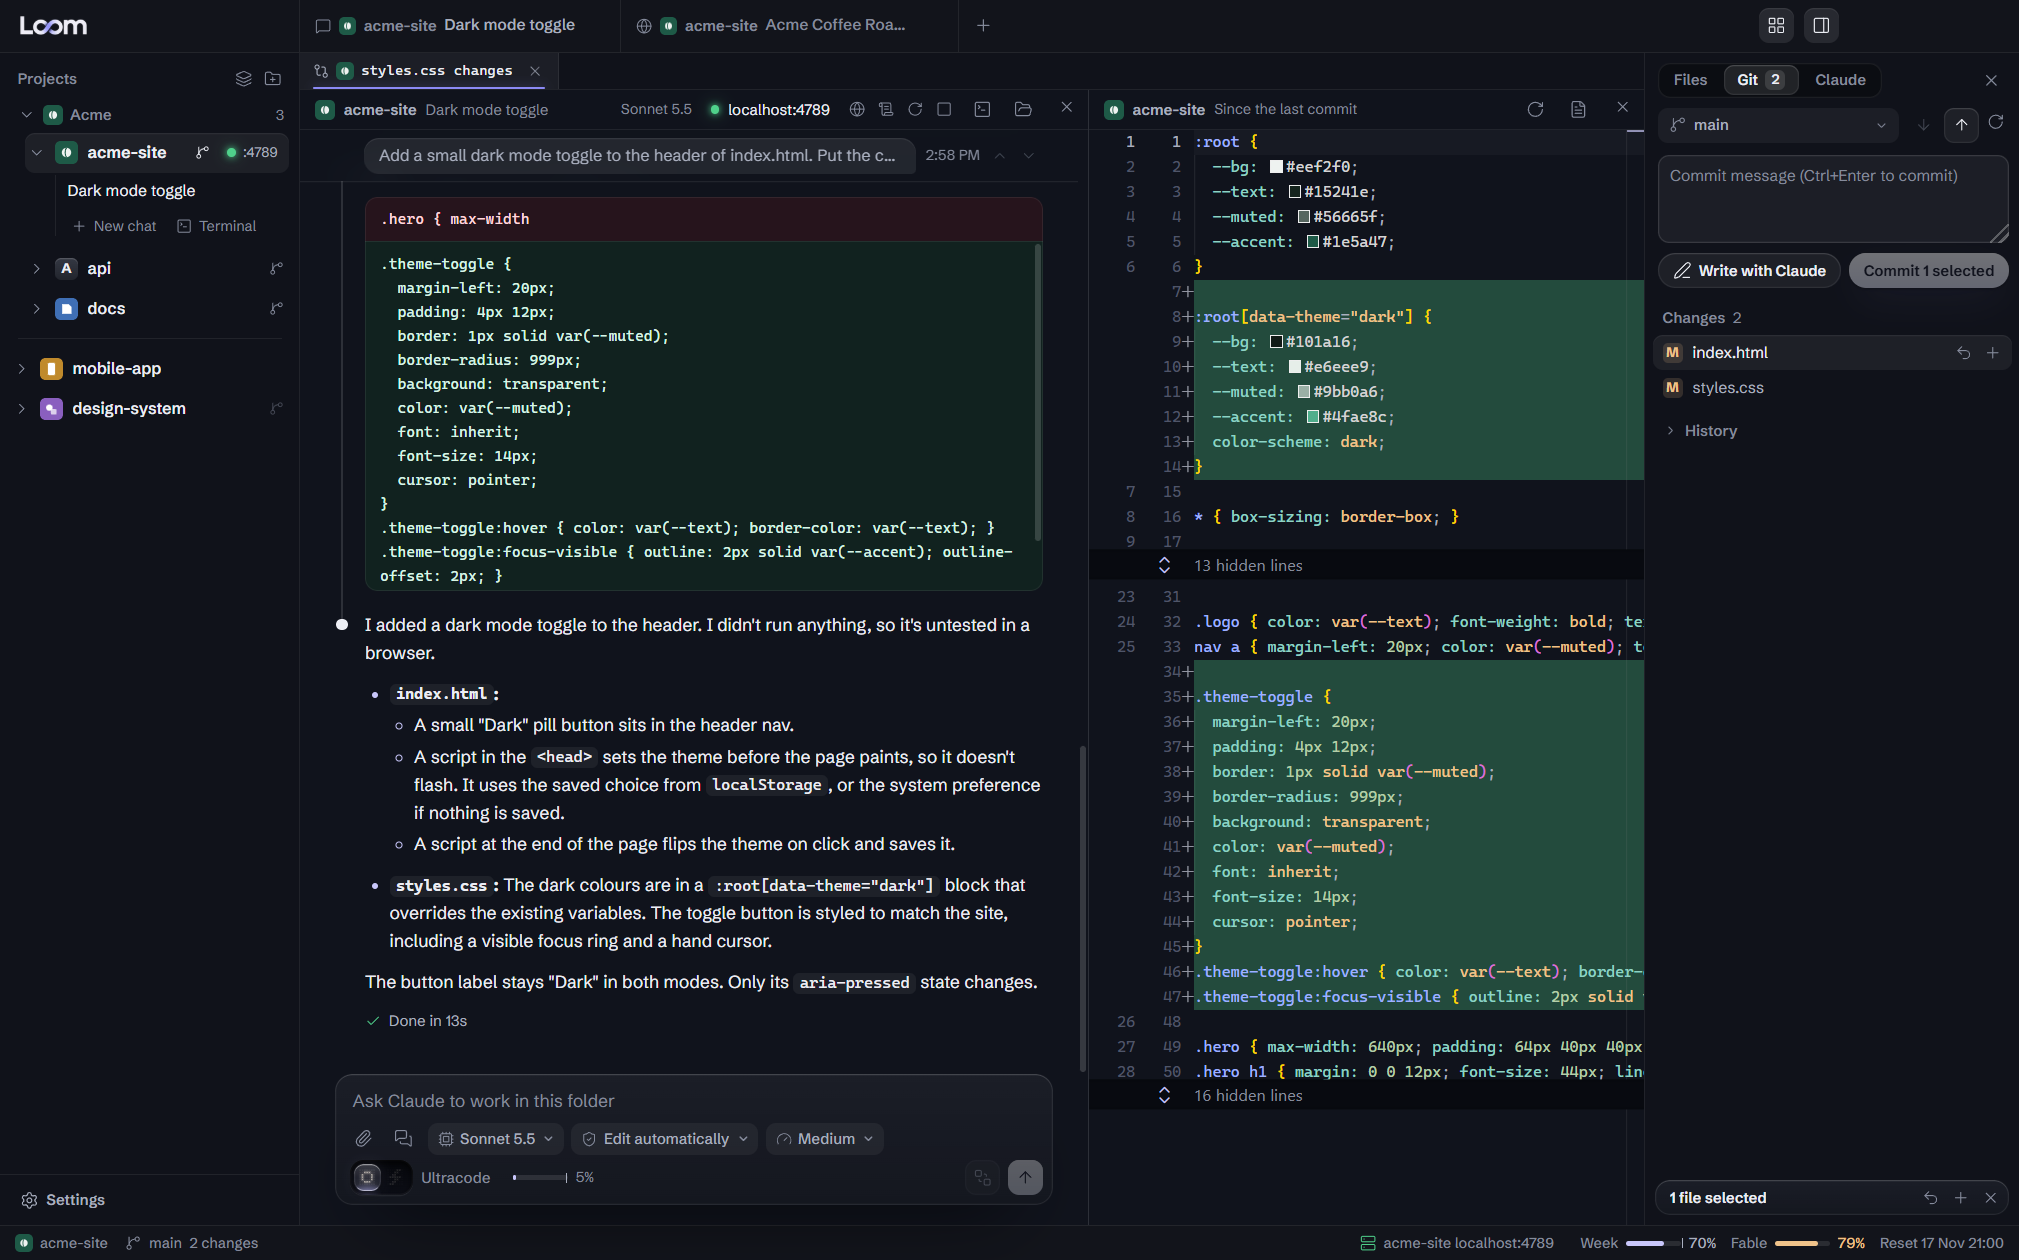 Loom
acme-site Dark mode toggle
acme-site Acme Coffee Roa...
Projects
Acme 3
acme-site :4789
Dark mode toggle
New chat Terminal
A api
docs
mobile-app
design-system
Settings
styles.css changes
acme-site Dark mode toggle Sonnet 5.5 localhost:4789
Add a small dark mode toggle to the header of index.html. Put the c... 2:58 PM
.hero { max-width
.theme-toggle {
margin-left: 20px;
padding: 4px 12px;
border: 1px solid var(--muted);
border-radius: 999px;
background: transparent;
color: var(--muted);
font: inherit;
font-size: 14px;
cursor: pointer;
}
.theme-toggle:hover { color: var(--text); border-color: var(--text); }
.theme-toggle:focus-visible { outline: 2px solid var(--accent); outline-
offset: 2px; }
I added a dark mode toggle to the header. I didn't run anything, so it's untested in a
browser.
index.html:
A small "Dark" pill button sits in the header nav.
A script in the <head> sets the theme before the page paints, so it doesn't
flash. It uses the saved choice from localStorage, or the system preference
if nothing is saved.
A script at the end of the page flips the theme on click and saves it.
styles.css: The dark colours are in a :root[data-theme="dark"] block that
overrides the existing variables. The toggle button is styled to match the site,
including a visible focus ring and a hand cursor.
The button label stays "Dark" in both modes. Only its aria-pressed state changes.
Done in 13s
Ask Claude to work in this folder
Sonnet 5.5 Edit automatically Medium
Ultracode 5%
acme-site Since the last commit
1 1 :root {
2 2 --bg: #eef2f0;
3 3 --text: #15241e;
4 4 --muted: #56665f;
5 5 --accent: #1e5a47;
6 6 }
7+
8+ :root[data-theme="dark"] {
9+ --bg: #101a16;
10+ --text: #e6eee9;
11+ --muted: #9bb0a6;
12+ --accent: #4fae8c;
13+ color-scheme: dark;
14+ }
7 15
8 16 * { box-sizing: border-box; }
9 17
13 hidden lines
23 31
24 32 .logo { color: var(--text); font-weight: bold; te
25 33 nav a { margin-left: 20px; color: var(--muted); t
34+
35+ .theme-toggle {
36+ margin-left: 20px;
37+ padding: 4px 12px;
38+ border: 1px solid var(--muted);
39+ border-radius: 999px;
40+ background: transparent;
41+ color: var(--muted);
42+ font: inherit;
43+ font-size: 14px;
44+ cursor: pointer;
45+ }
46+ .theme-toggle:hover { color: var(--text); border-
47+ .theme-toggle:focus-visible { outline: 2px solid
26 48
27 49 .hero { max-width: 640px; padding: 64px 40px 40px
28 50 .hero h1 { margin: 0 0 12px; font-size: 44px; lin
16 hidden lines
Files Git 2 Claude
main
Commit message (Ctrl+Enter to commit)
Write with Claude Commit 1 selected
Changes 2
M index.html
M styles.css
History
1 file selected
acme-site main 2 changes
acme-site localhost:4789 Week 70% Fable 79% Reset 17 Nov 21:00